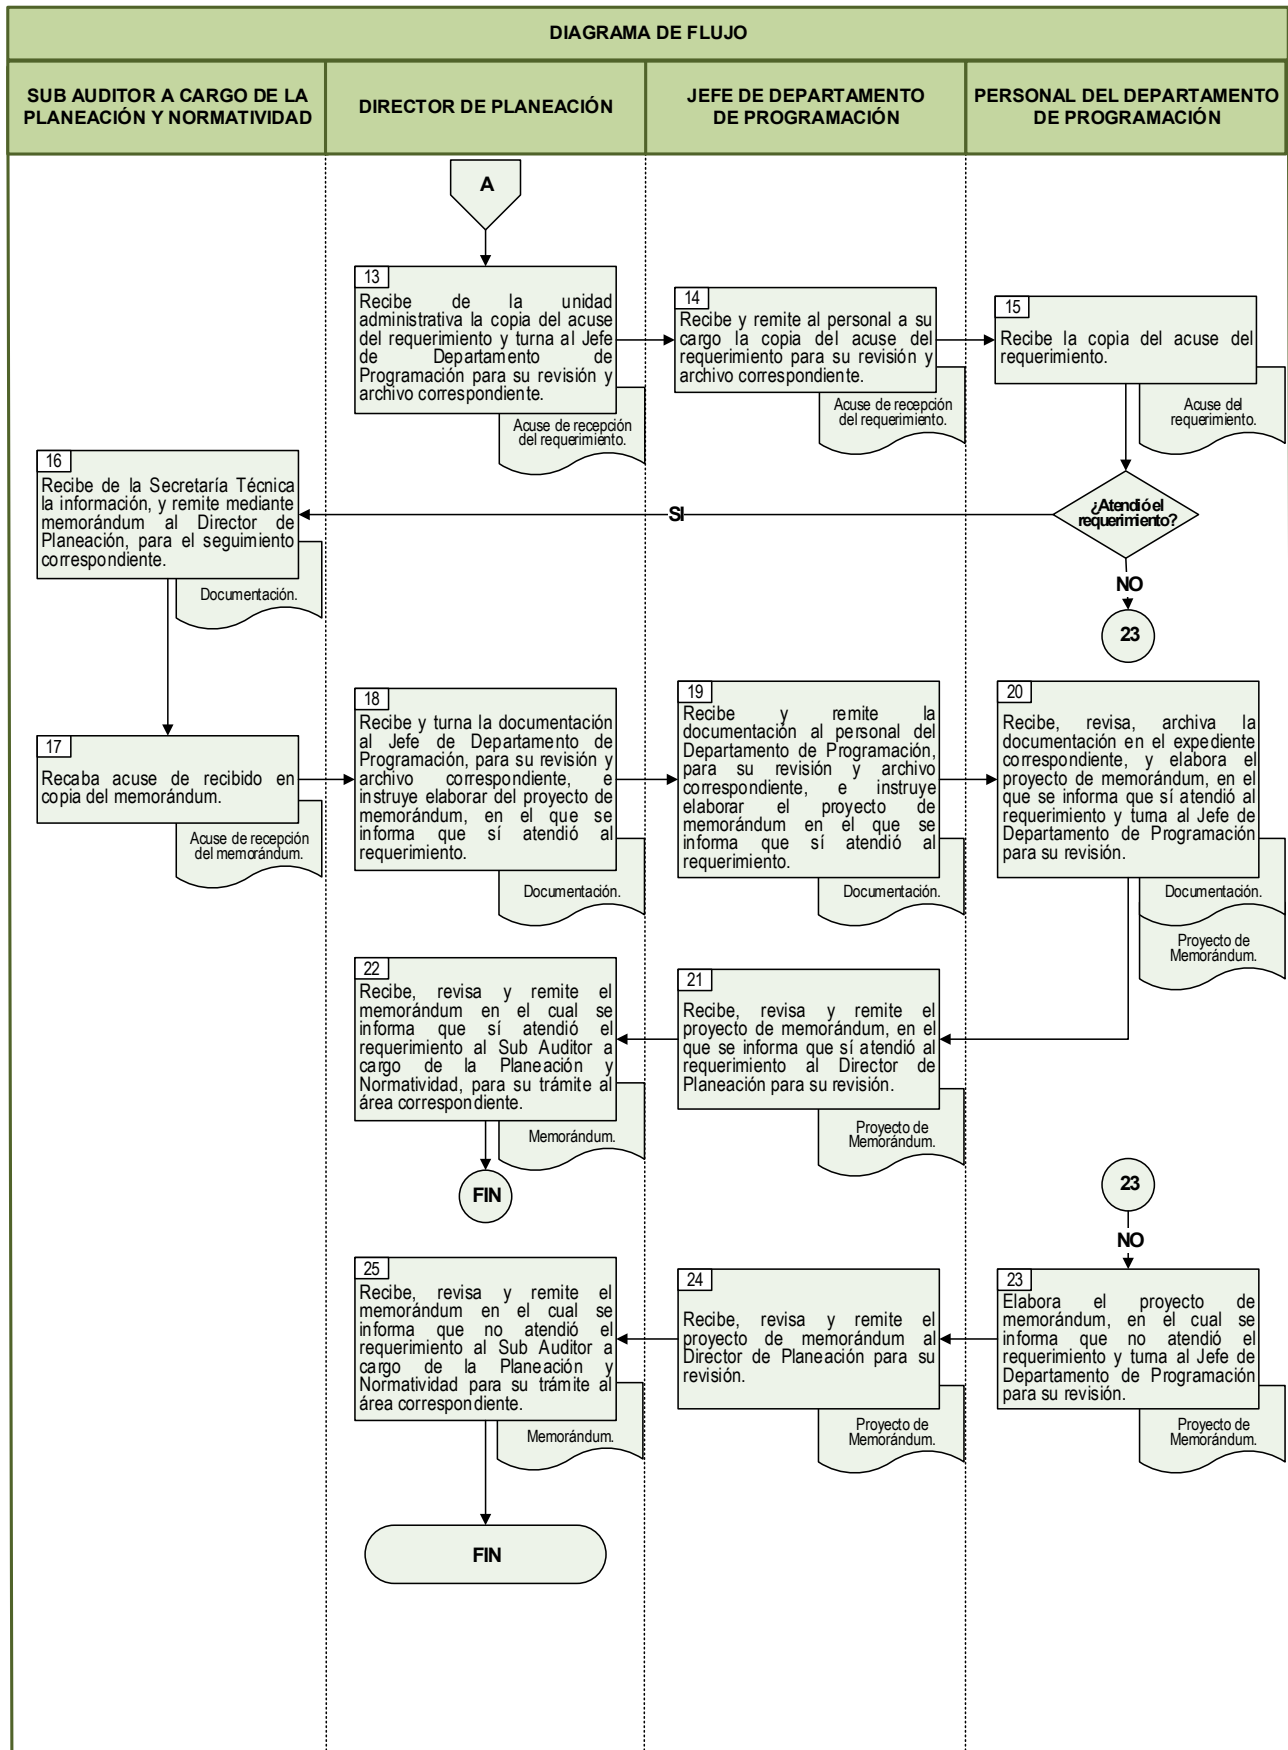 DIAGRAMA DE FLUJO
SUB AUDITOR A CARGO DE LA
PLANEACIÓN Y NORMATIVIDAD
DIRECTOR DE PLANEACIÓN
JEFE DE DEPARTAMENTO
DE PROGRAMACIÓN
PERSONAL DEL DEPARTAMENTO
DE PROGRAMACIÓN
A
13
Recibe de la unidad
administrativa la copia del acuse
del requerimiento y turna al Jefe
de Departamento de
Programación para su revisión y
archivo correspondiente.
Acuse de recepción
del requerimiento.
14
Recibe y remite al personal a su
cargo la copia del acuse del
requerimiento para su revisión y
archivo correspondiente.
Acuse de recepción
del requerimiento.
15
Recibe la copia del acuse del
requerimiento.
Acuse del
requerimiento.
¿Atendió el
requerimiento?
SI
NO
23
16
Recibe de la Secretaría Técnica
la información, y remite mediante
memorándum al Director de
Planeación, para el seguimiento
correspondiente.
Documentación.
17
Recaba acuse de recibido en
copia del memorándum.
Acuse de recepción
del memorándum.
18
Recibe y turna la documentación
al Jefe de Departamento de
Programación, para su revisión y
archivo correspondiente, e
instruye elaborar del proyecto de
memorándum, en el que se
informa que sí atendió al
requerimiento.
Documentación.
19
Recibe y remite la
documentación al personal del
Departamento de Programación,
para su revisión y archivo
correspondiente, e instruye
elaborar el proyecto de
memorándum en el que se
informa que sí atendió al
requerimiento.
Documentación.
20
Recibe, revisa, archiva la
documentación en el expediente
correspondiente, y elabora el
proyecto de memorándum, en el
que se informa que sí atendió al
requerimiento y turna al Jefe de
Departamento de Programación
para su revisión.
Documentación.
Proyecto de
Memorándum.
22
Recibe, revisa y remite el
memorándum en el cual se
informa que sí atendió el
requerimiento al Sub Auditor a
cargo de la Planeación y
Normatividad, para su trámite al
área correspondiente.
Memorándum.
FIN
21
Recibe, revisa y remite el
proyecto de memorándum, en el
que se informa que sí atendió al
requerimiento al Director de
Planeación para su revisión.
Proyecto de
Memorándum.
23
NO
25
Recibe, revisa y remite el
memorándum en el cual se
informa que no atendió el
requerimiento al Sub Auditor a
cargo de la Planeación y
Normatividad para su trámite al
área correspondiente.
Memorándum.
24
Recibe, revisa y remite el
proyecto de memorándum al
Director de Planeación para su
revisión.
Proyecto de
Memorándum.
23
Elabora el proyecto de
memorándum, en el cual se
informa que no atendió el
requerimiento y turna al Jefe de
Departamento de Programación
para su revisión.
Proyecto de
Memorándum.
FIN